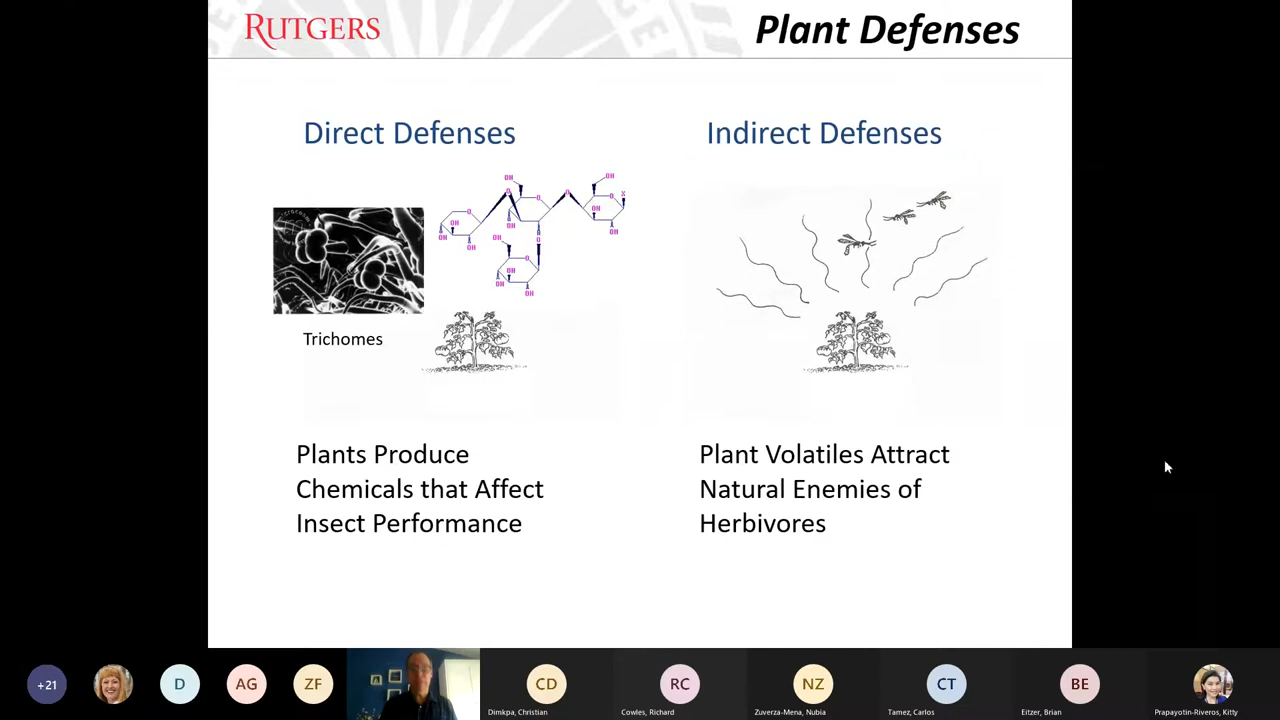 RUTGERS
Plant Defenses
Direct Defenses
Indirect Defenses
Trichomes
Plants Produce
Chemicals that Affect
Insect Performance
Plant Volatiles Attract
Natural Enemies of
Herbivores
+21
D
AG
ZF
CD
RC
NZ
CT
BE
Dimkpa, Christian
Cowles, Richard
Zuverza-Mena, Nubia
Tamez, Carlos
Eitzer, Brian
Prapayotin-Riveros, Kitty